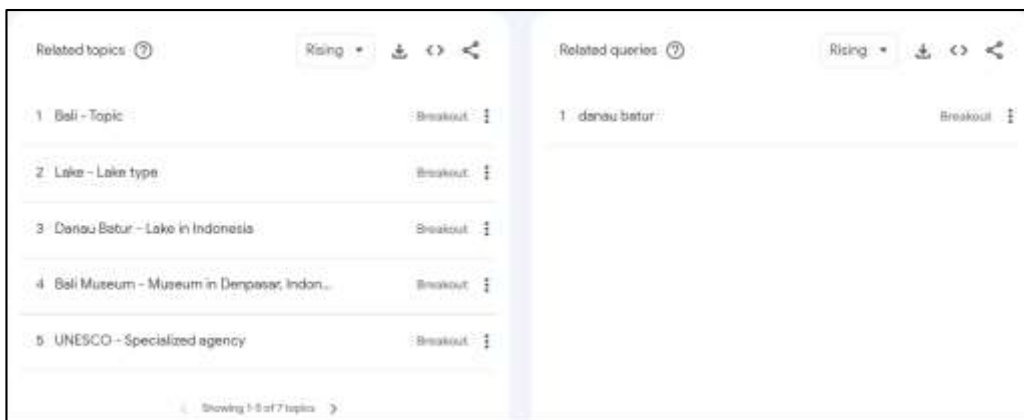 Related topics
Rising
1 Bali - Topic
Breakout
2 Lake - Lake type
Breakout
3 Danau Batur - Lake in Indonesia
Breakout
4 Bali Museum - Museum in Denpasar, Indon...
Breakout
5 UNESCO - Specialized agency
Breakout
Showing 1-5 of 7 topics
Related queries
Rising
1 danau batur
Breakout